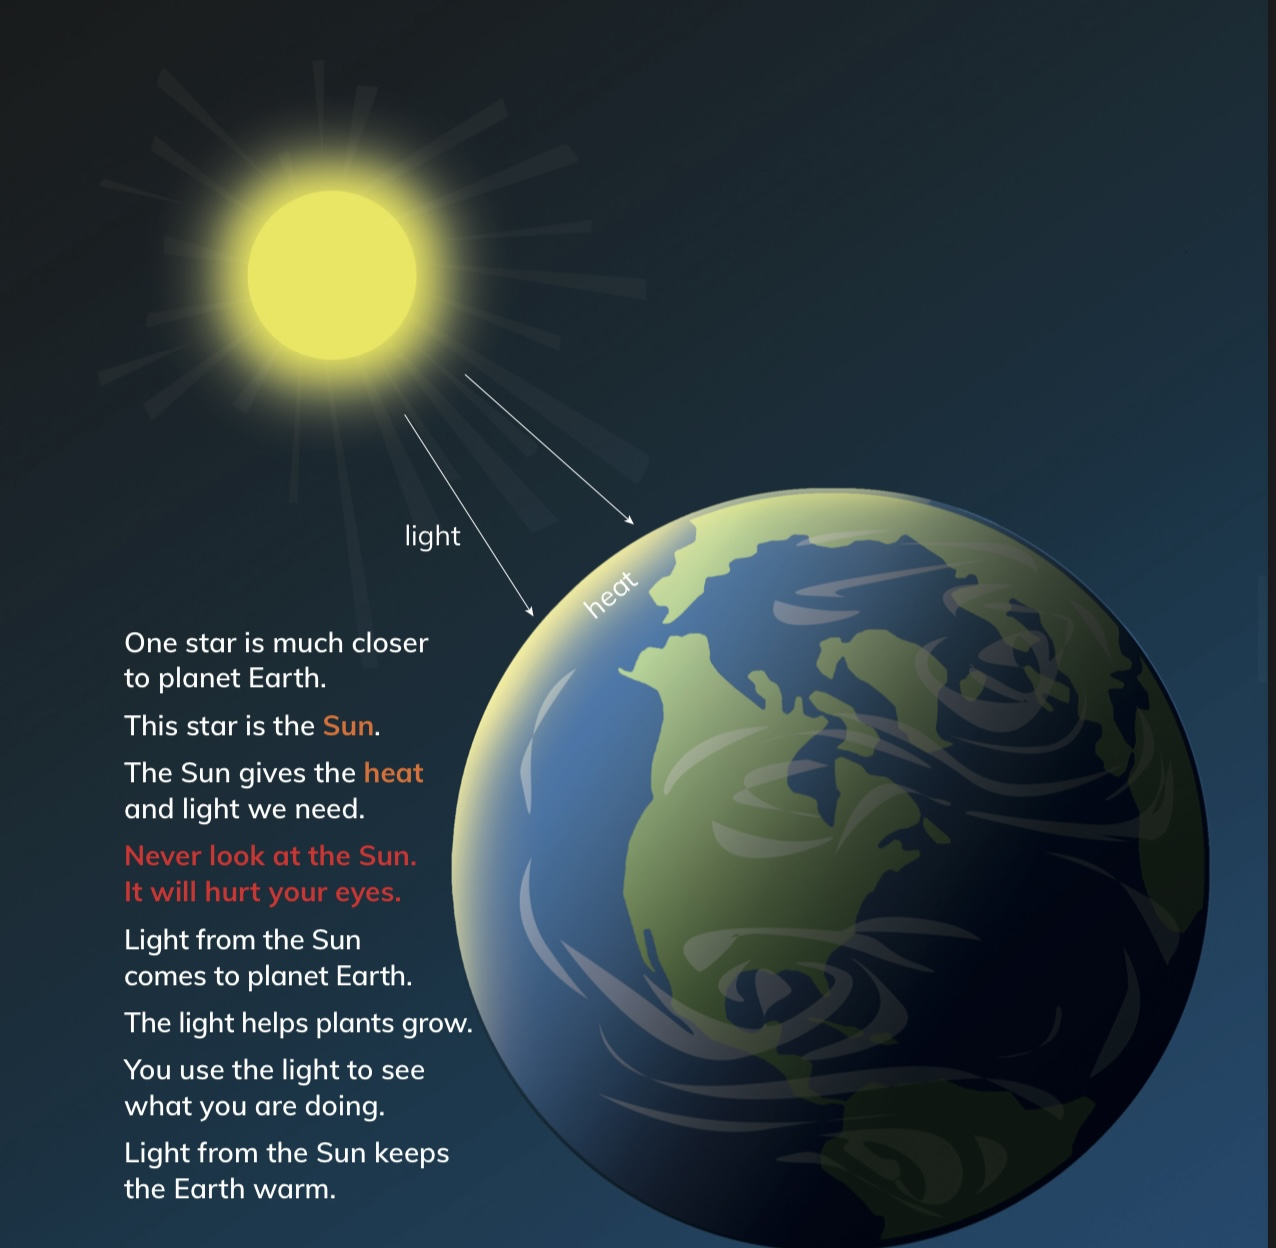 light
heat
One star is much closer
to planet Earth.
This star is the Sun.
The Sun gives the heat
and light we need.
Never look at the Sun.
It will hurt your eyes.
Light from the Sun
comes to planet Earth.
The light helps plants grow.
You use the light to see
what you are doing.
Light from the Sun keeps
the Earth warm.